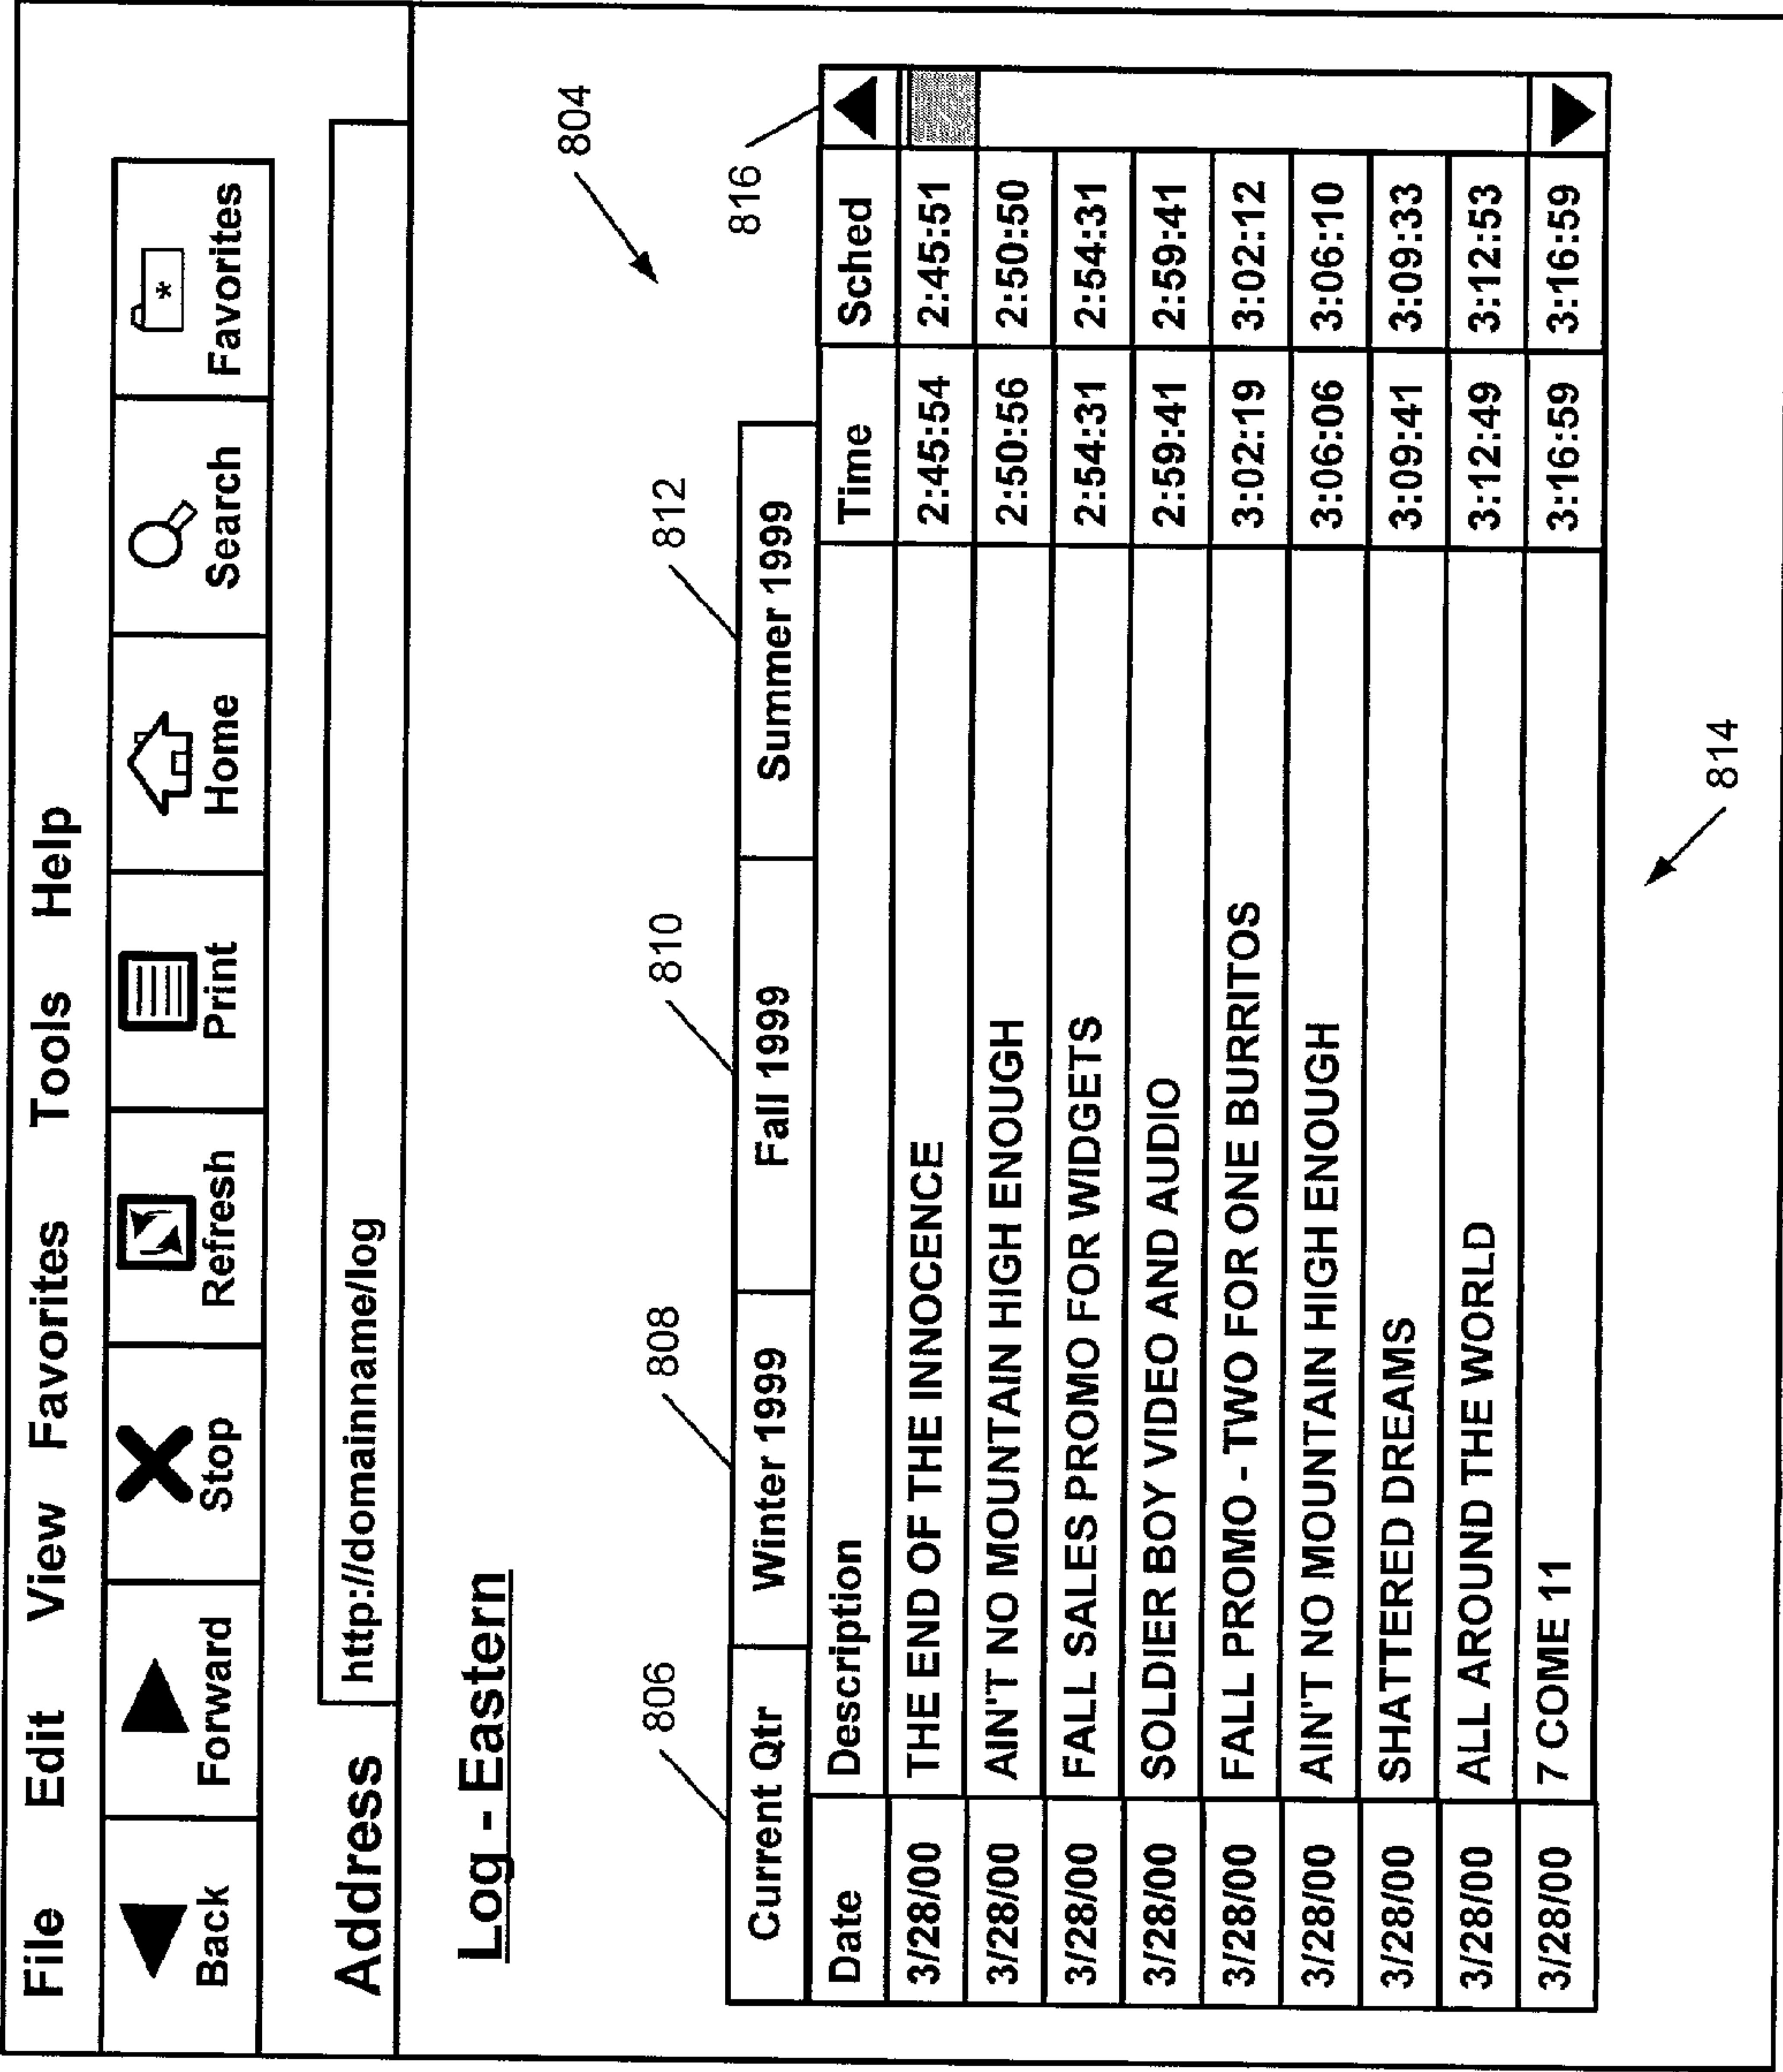 File Edit View Favorites Tools Help
Back Forward Stop Refresh Print Home Search Favorites
Address http://domainname/log
Log - Eastern
804
806 808 810 812
816
Current Qtr Winter 1999 Fall 1999 Summer 1999
Date Description Time Sched
3/28/00 THE END OF THE INNOCENCE 2:45:54 2:45:51
3/28/00 AIN'T NO MOUNTAIN HIGH ENOUGH 2:50:56 2:50:50
3/28/00 FALL SALES PROMO FOR WIDGETS 2:54:31 2:54:31
3/28/00 SOLDIER BOY VIDEO AND AUDIO 2:59:41 2:59:41
3/28/00 FALL PROMO - TWO FOR ONE BURRITOS 3:02:19 3:02:12
3/28/00 AIN'T NO MOUNTAIN HIGH ENOUGH 3:06:06 3:06:10
3/28/00 SHATTERED DREAMS 3:09:41 3:09:33
3/28/00 ALL AROUND THE WORLD 3:12:49 3:12:53
3/28/00 7 COME 11 3:16:59 3:16:59
814